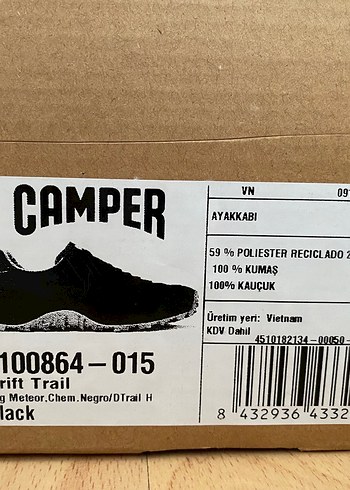 CAMPER
100864-015
rift Trail
g Meteor.Chem.Negro/DTrail H
lack
VN 09
AYAKKABI
59 % POLIESTER RECICLADO 2
100 % KUMAŞ
100% KAUÇUK
Üretim yeri: Vietnam
KDV Dahil
4510182134-00050-
8 432936 4332